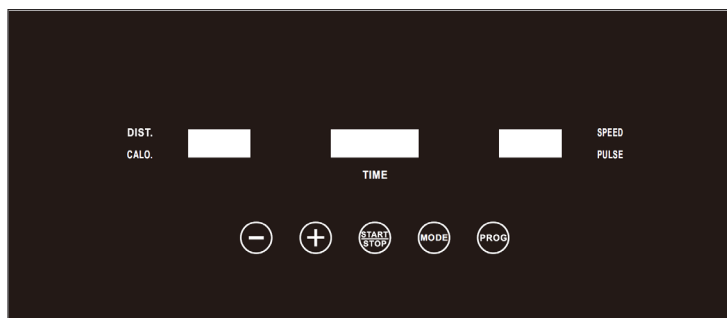 DIST.
CALO.
TIME
SPEED
PULSE
−
+
START
STOP
MODE
PROG